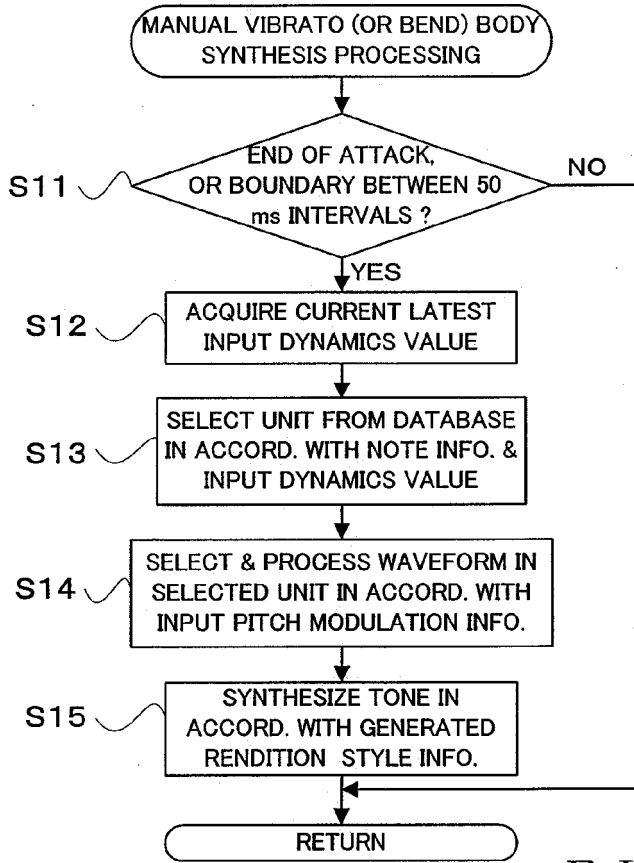 MANUAL VIBRATO (OR BEND) BODY
SYNTHESIS PROCESSING
S11
END OF ATTACK,
OR BOUNDARY BETWEEN 50
ms INTERVALS ?
NO
YES
S12
ACQUIRE CURRENT LATEST
INPUT DYNAMICS VALUE
S13
SELECT UNIT FROM DATABASE
IN ACCORD. WITH NOTE INFO. &
INPUT DYNAMICS VALUE
S14
SELECT & PROCESS WAVEFORM IN
SELECTED UNIT IN ACCORD. WITH
INPUT PITCH MODULATION INFO.
S15
SYNTHESIZE TONE IN
ACCORD. WITH GENERATED
RENDITION STYLE INFO.
RETURN